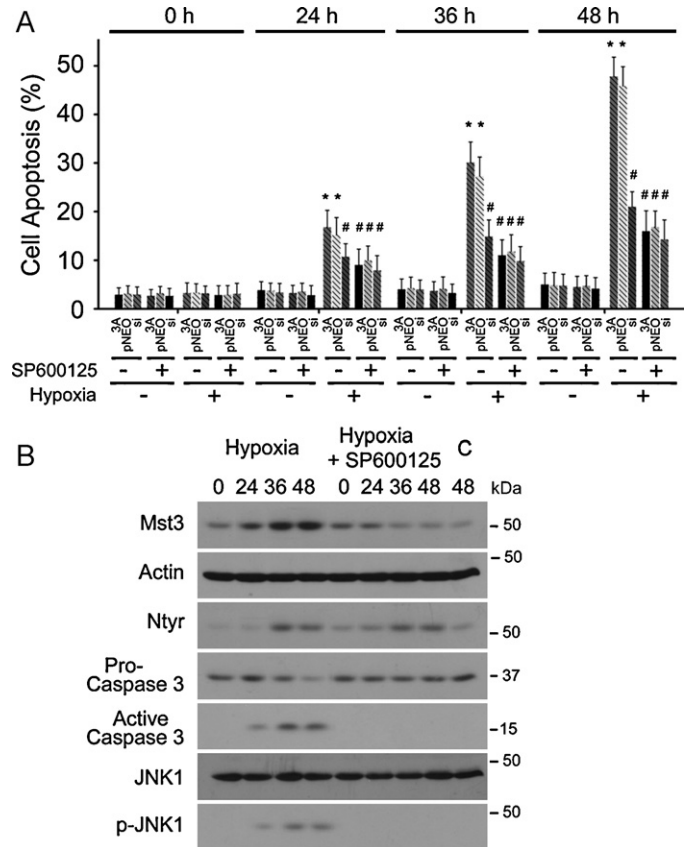 A
0 h 24 h 36 h 48 h
Cell Apoptosis (%)
50
40
30
20
10
0
* * # # # #
* * # # # #
* * # # # #
3A pNEO si 3A pNEO si 3A pNEO si 3A pNEO si 3A pNEO si 3A pNEO si 3A pNEO si 3A pNEO si 3A pNEO si 3A pNEO si 3A pNEO si 3A pNEO si 3A pNEO si 3A pNEO si 3A pNEO si 3A pNEO si
SP600125 - + - + - + - + - + - + - + - +
Hypoxia - + - + - + - +
B
Hypoxia Hypoxia + SP600125 C
0 24 36 48 0 24 36 48 48 kDa
Mst3 - 50
Actin - 50
Ntyr - 50
Pro-Caspase 3 - 37
Active Caspase 3 - 15
JNK1 - 50
p-JNK1 - 50